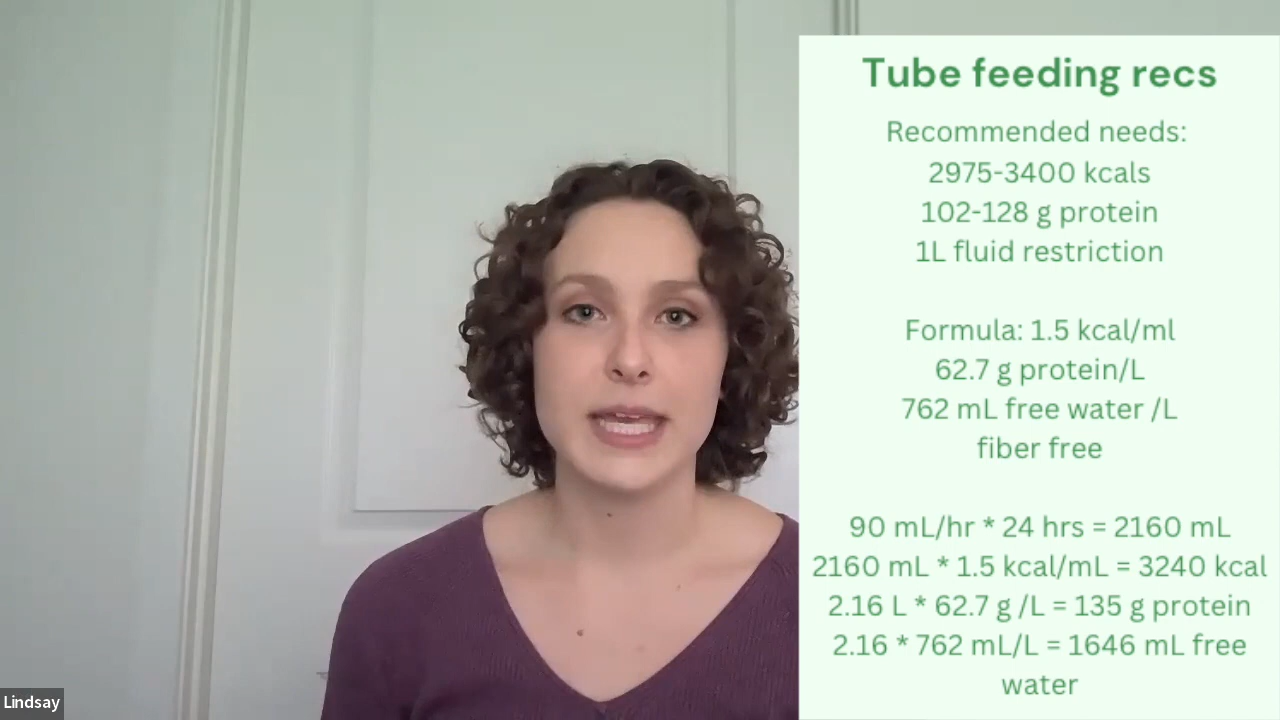 Tube feeding recs
Recommended needs:
2975-3400 kcals
102-128 g protein
1L fluid restriction
Formula: 1.5 kcal/ml
62.7 g protein/L
762 mL free water /L
fiber free
90 mL/hr * 24 hrs = 2160 mL
2160 mL * 1.5 kcal/mL = 3240 kcal
2.16 L * 62.7 g /L = 135 g protein
2.16 * 762 mL/L = 1646 mL free
water
Lindsay